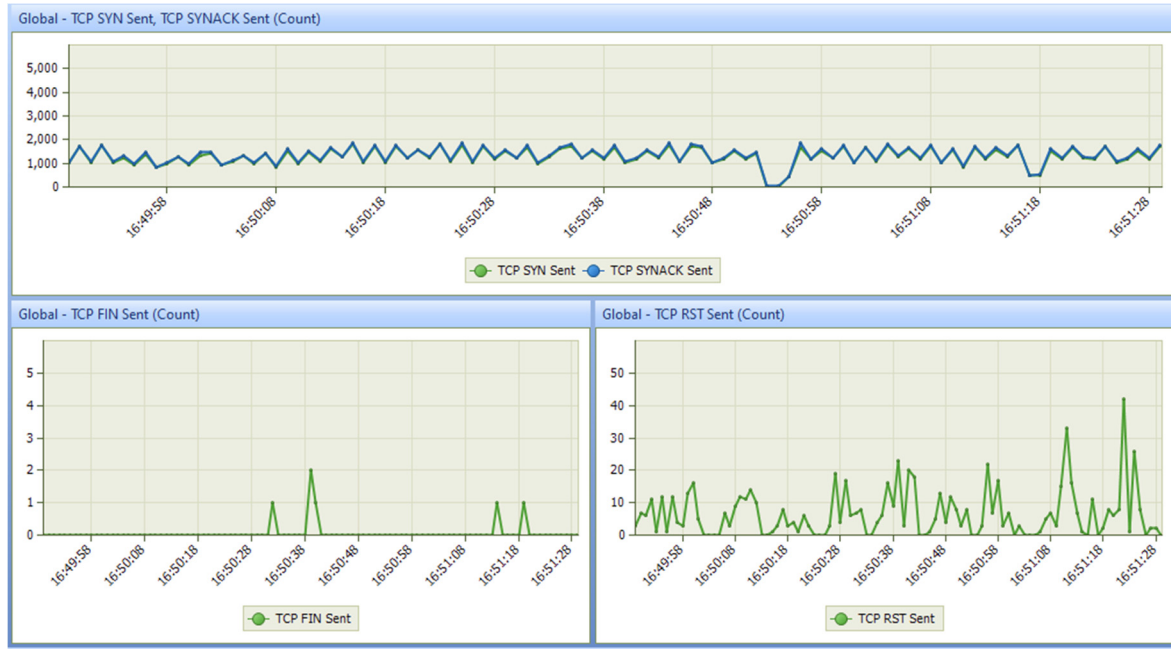 Global - TCP SYN Sent, TCP SYNACK Sent (Count)
5,000
4,000
3,000
2,000
1,000
0
16:49:58 16:50:08 16:50:18 16:50:28 16:50:38 16:50:48 16:50:58 16:51:08 16:51:18 16:51:28
TCP SYN Sent TCP SYNACK Sent
Global - TCP FIN Sent (Count)
5
4
3
2
1
0
16:49:58 16:50:08 16:50:18 16:50:28 16:50:38 16:50:48 16:50:58 16:51:08 16:51:18 16:51:28
TCP FIN Sent
Global - TCP RST Sent (Count)
50
40
30
20
10
0
16:49:58 16:50:08 16:50:18 16:50:28 16:50:38 16:50:48 16:50:58 16:51:08 16:51:18 16:51:28
TCP RST Sent